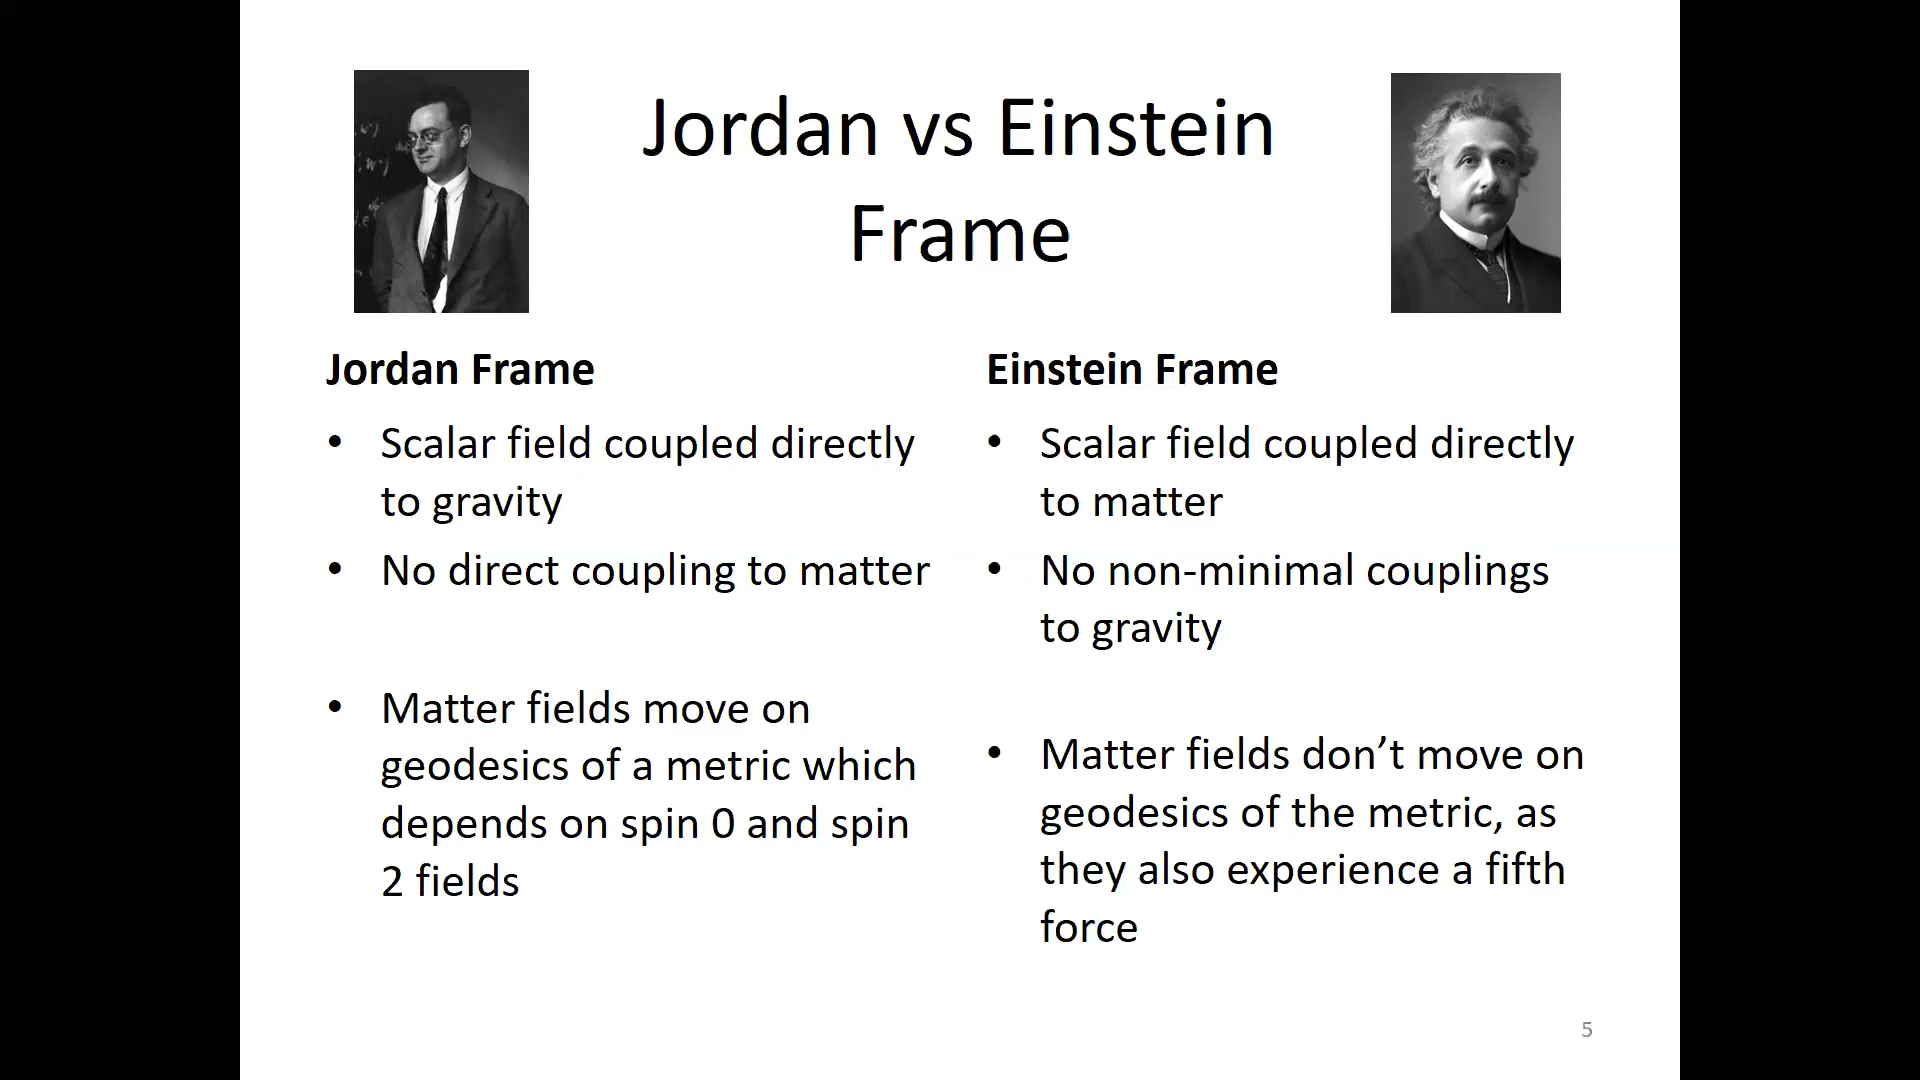 Jordan vs Einstein
Frame
Jordan Frame
• Scalar field coupled directly
to gravity
• No direct coupling to matter
• Matter fields move on
geodesics of a metric which
depends on spin 0 and spin
2 fields
Einstein Frame
• Scalar field coupled directly
to matter
• No non-minimal couplings
to gravity
• Matter fields don’t move on
geodesics of the metric, as
they also experience a fifth
force
5